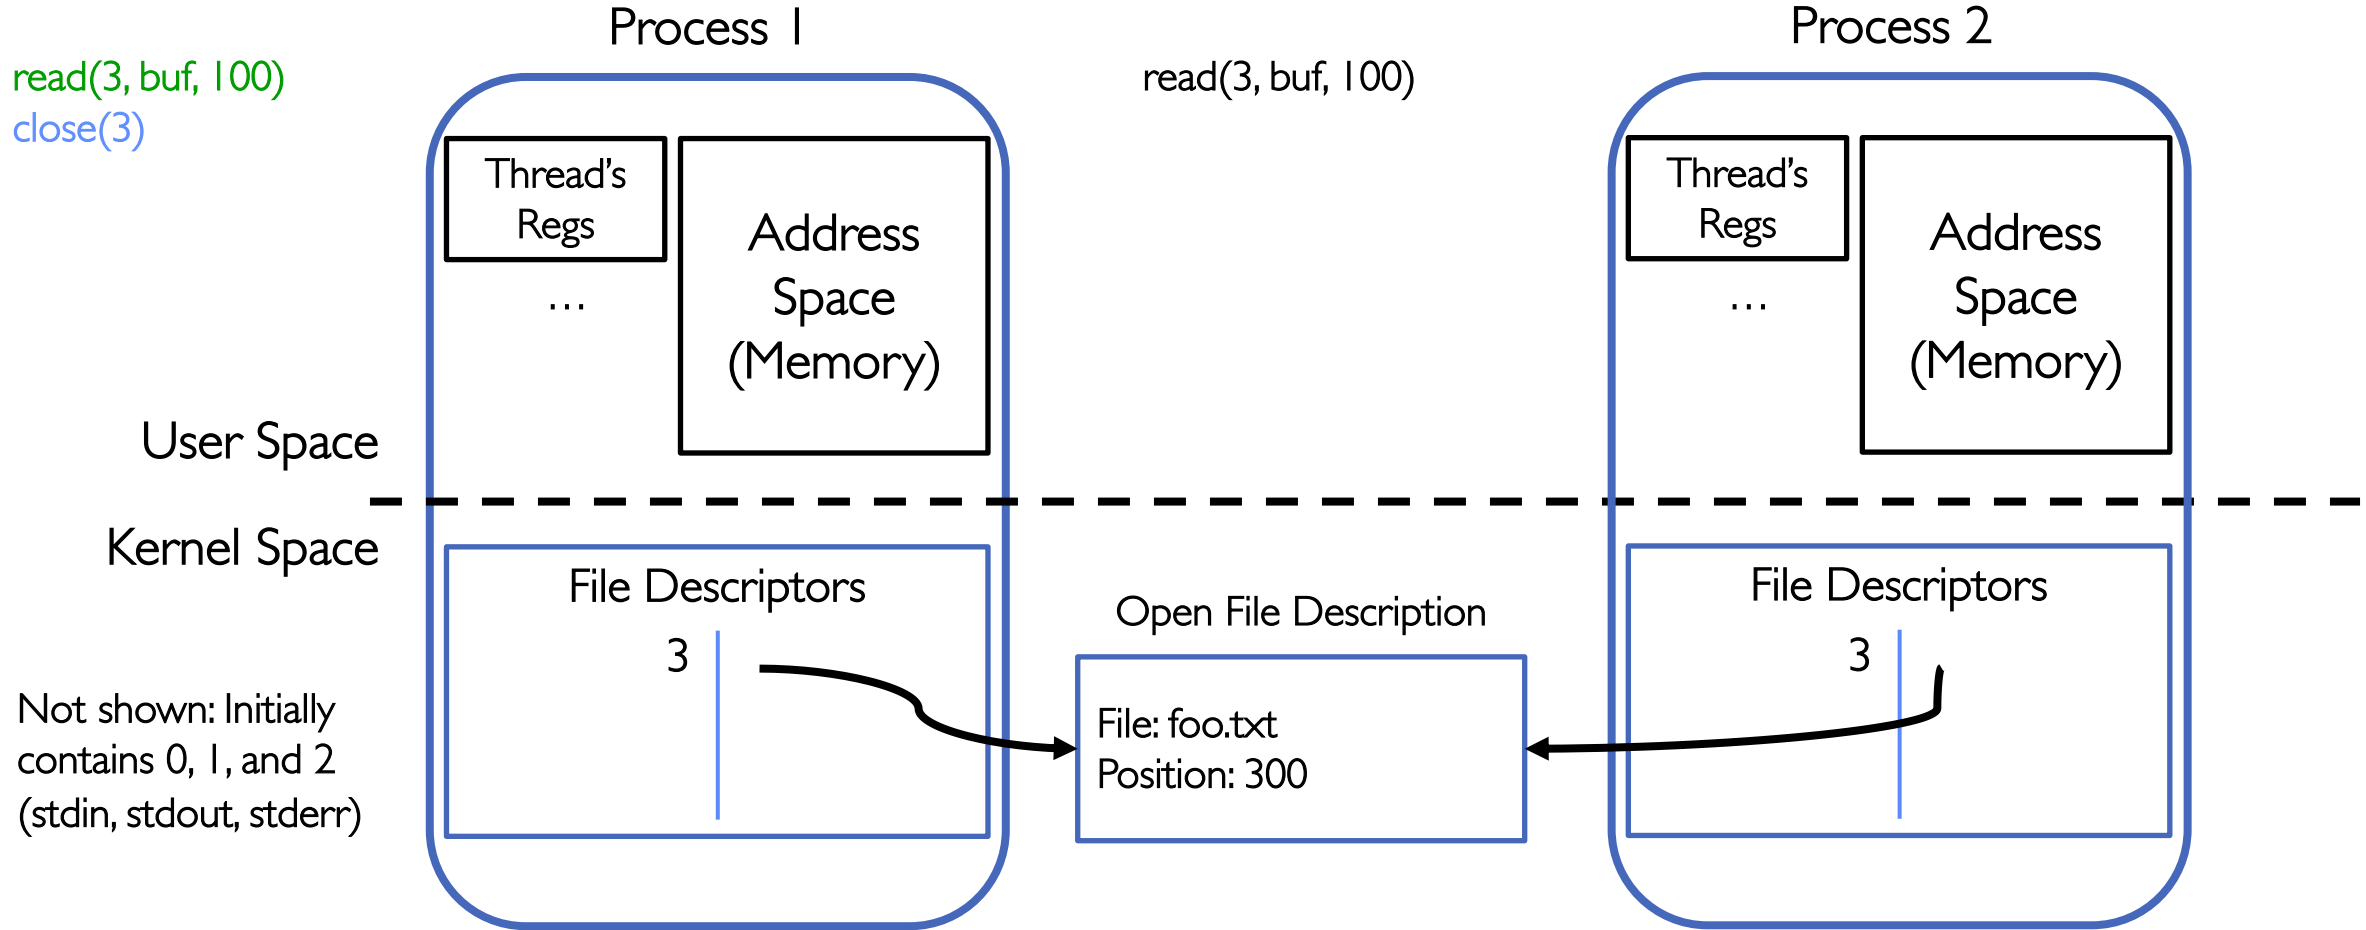 Process 1
Process 2
read(3, buf, 100)
close(3)
read(3, buf, 100)
Thread’s
Regs
…
Address
Space
(Memory)
Thread’s
Regs
…
Address
Space
(Memory)
User Space
Kernel Space
File Descriptors
3
Open File Description
File: foo.txt
Position: 300
File Descriptors
3
Not shown: Initially
contains 0, 1, and 2
(stdin, stdout, stderr)